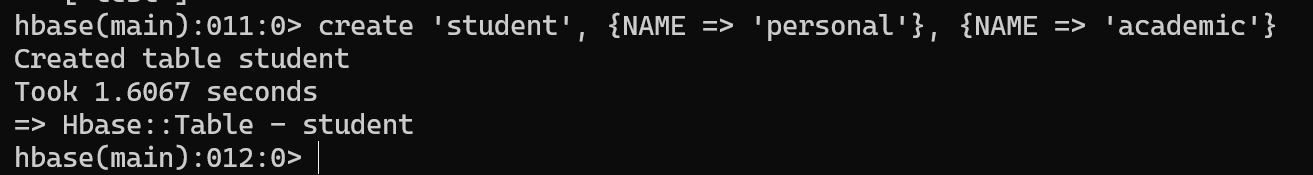 hbase(main):011:0> create 'student', {NAME => 'personal'}, {NAME => 'academic'}
Created table student
Took 1.6067 seconds
=> Hbase::Table - student
hbase(main):012:0>